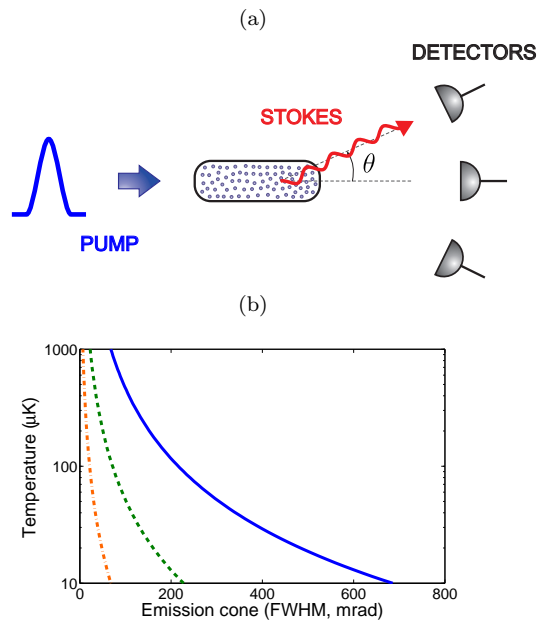 (a)
DETECTORS
STOKES
θ
PUMP
(b)
1000
100
10
Temperature (μK)
0 200 400 600 800
Emission cone (FWHM, mrad)